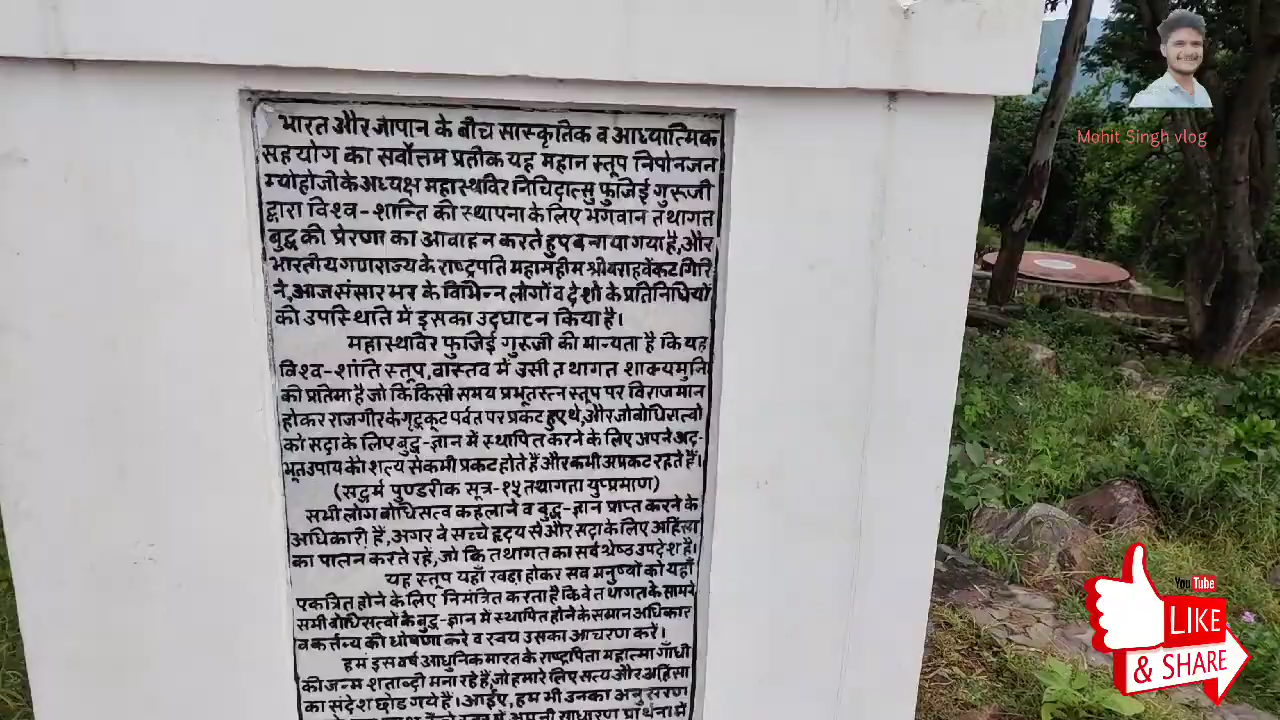 भारत और जापान के बीच सांस्कृतिक व आध्यात्मिक
सहयोग का सर्वोत्तम प्रतीक यह महान स्तूप निपोनजन
म्योहोजी के अध्यक्ष महास्थविर निचिदात्सु फुजिई गुरूजी
द्वारा विश्व-शान्ति की स्थापना के लिए भगवान तथागत
बुद्ध की प्रेरणा का आवाहन करते हुए बनाया गया है, और
भारतीय गणराज्य के राष्ट्रपति महामहीम श्री वराहवेंकट गिरि
ने, आज संसार भर के विभिन्न लोगों व देशों के प्रतिनिधियों
की उपस्थिति में इसका उद्घाटन किया है।
महास्थविर फुजिई गुरूजी की मान्यता है कि यह
विश्व-शांति स्तूप, वास्तव में उसी तथागत शाक्यमुनि
की प्रतिमा है जो कि किसी समय प्रभूतरत्न स्तूप पर विराजमान
होकर राजगीर के गृद्रकूट पर्वत पर प्रकट हुए थे, और जो बोधिसत्वों
को सदा के लिए बुद्ध-ज्ञान में स्थापित करने के लिए अपने अद्-
भूत उपाय कौशल्य से कभी प्रकट होते हैं और कभी अप्रकट रहते हैं।
(सद्धर्म पुण्डरीक सूत्र-१५ तथागता युष्प्रमाण)
सभी लोग बोधिसत्व कहलाने व बुद्ध-ज्ञान प्राप्त करने के
अधिकारी हैं, अगर वे सच्चे हृदय से और सदा के लिए अहिंसा
का पालन करते रहें, जो कि तथागत का सर्वश्रेष्ठ उपदेश है।
यह स्तूप यहाँ खड़ा होकर सब मनुष्यों को यहाँ
एकत्रित होने के लिए निमंत्रित करता है कि वे तथागत के सामने
सभी बोधिसत्वों के बुद्ध-ज्ञान में स्थापित होने के समान अधिकार
व कर्त्तव्य की घोषणा करे व स्वयं उसका आचरण करें।
हम इस वर्ष आधुनिक भारत के राष्ट्रपिता महात्मा गाँधी
की जन्म शताब्दी मना रहे हैं, जो हमारे लिए सत्य और अहिंसा
का संदेश छोड़ गये हैं। आईए, हम भी उनका अनुसरण
अपनी साधारण प्रार्थना में
Mohit Singh vlog
You Tube
LIKE
& SHARE